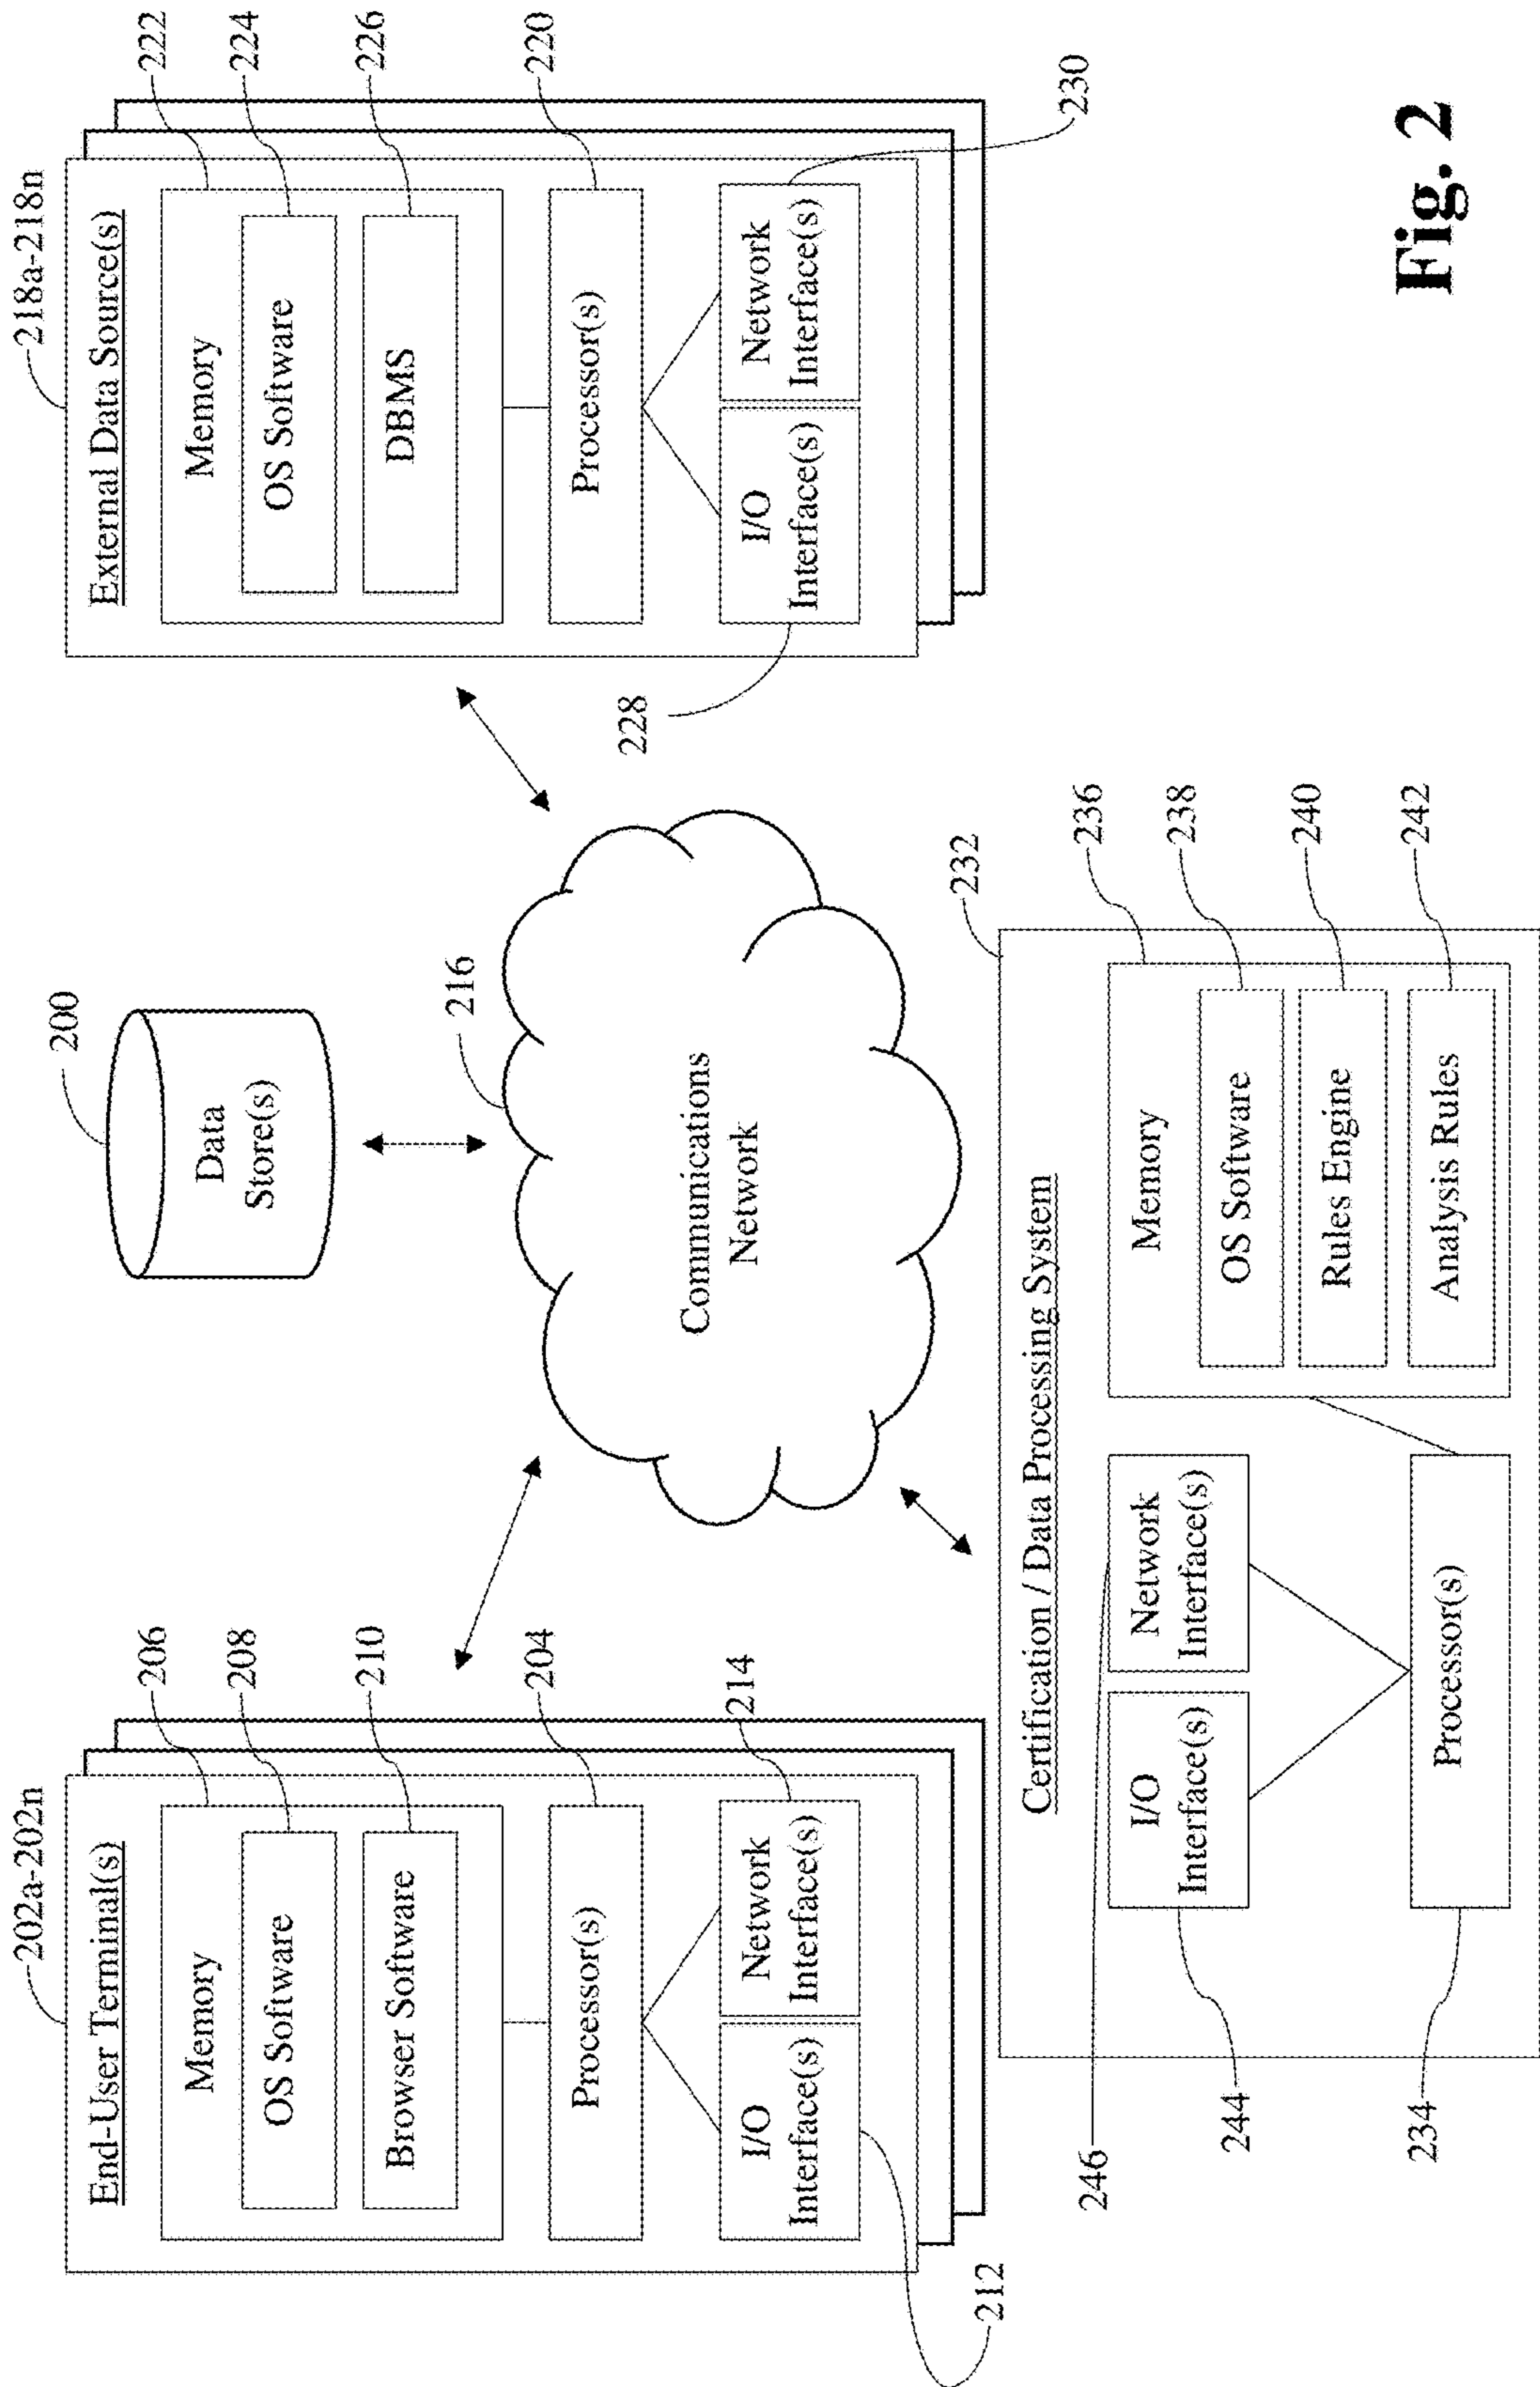 202a-202n
End-User Terminal(s)
Memory
206
OS Software
208
Browser Software
210
Processor(s)
204
I/O
Interface(s)
Network
Interface(s)
214
212
200
Data
Store(s)
216
Communications
Network
218a-218n
External Data Source(s)
Memory
222
OS Software
224
DBMS
226
Processor(s)
220
I/O
Interface(s)
Network
Interface(s)
228
230
232
Certification / Data Processing System
246
I/O
Interface(s)
Network
Interface(s)
244
Processor(s)
234
Memory
236
OS Software
238
Rules Engine
240
Analysis Rules
242
Fig. 2